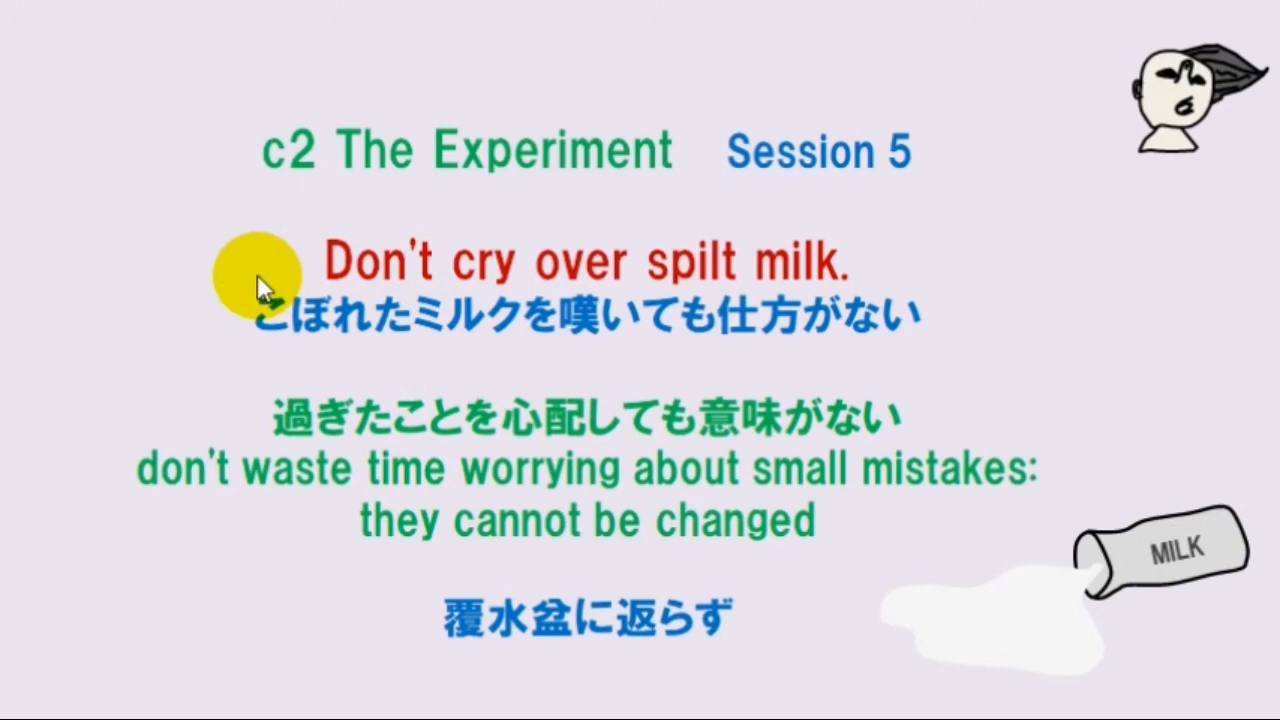 c2 The Experiment Session 5
Don't cry over spilt milk.
こぼれたミルクを嘆いても仕方がない
過ぎたことを心配しても意味がない
don't waste time worrying about small mistakes:
they cannot be changed
MILK
覆水盆に返らず